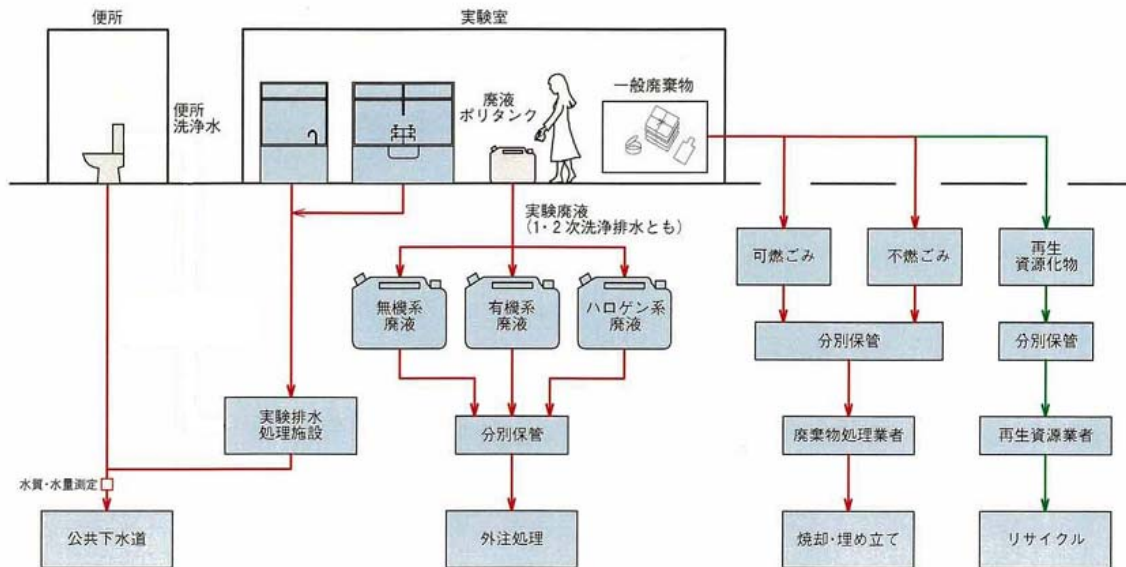 便所
実験室
便所
洗浄水
廃液
ポリタンク
一般廃棄物
実験廃液
(1・2次洗浄排水とも)
無機系
廃液
有機系
廃液
ハロゲン系
廃液
可燃ごみ
不燃ごみ
再生
資源化物
分別保管
分別保管
実験排水
処理施設
分別保管
廃棄物処理業者
再生資源業者
水質・水量測定
公共下水道
外注処理
焼却・埋め立て
リサイクル